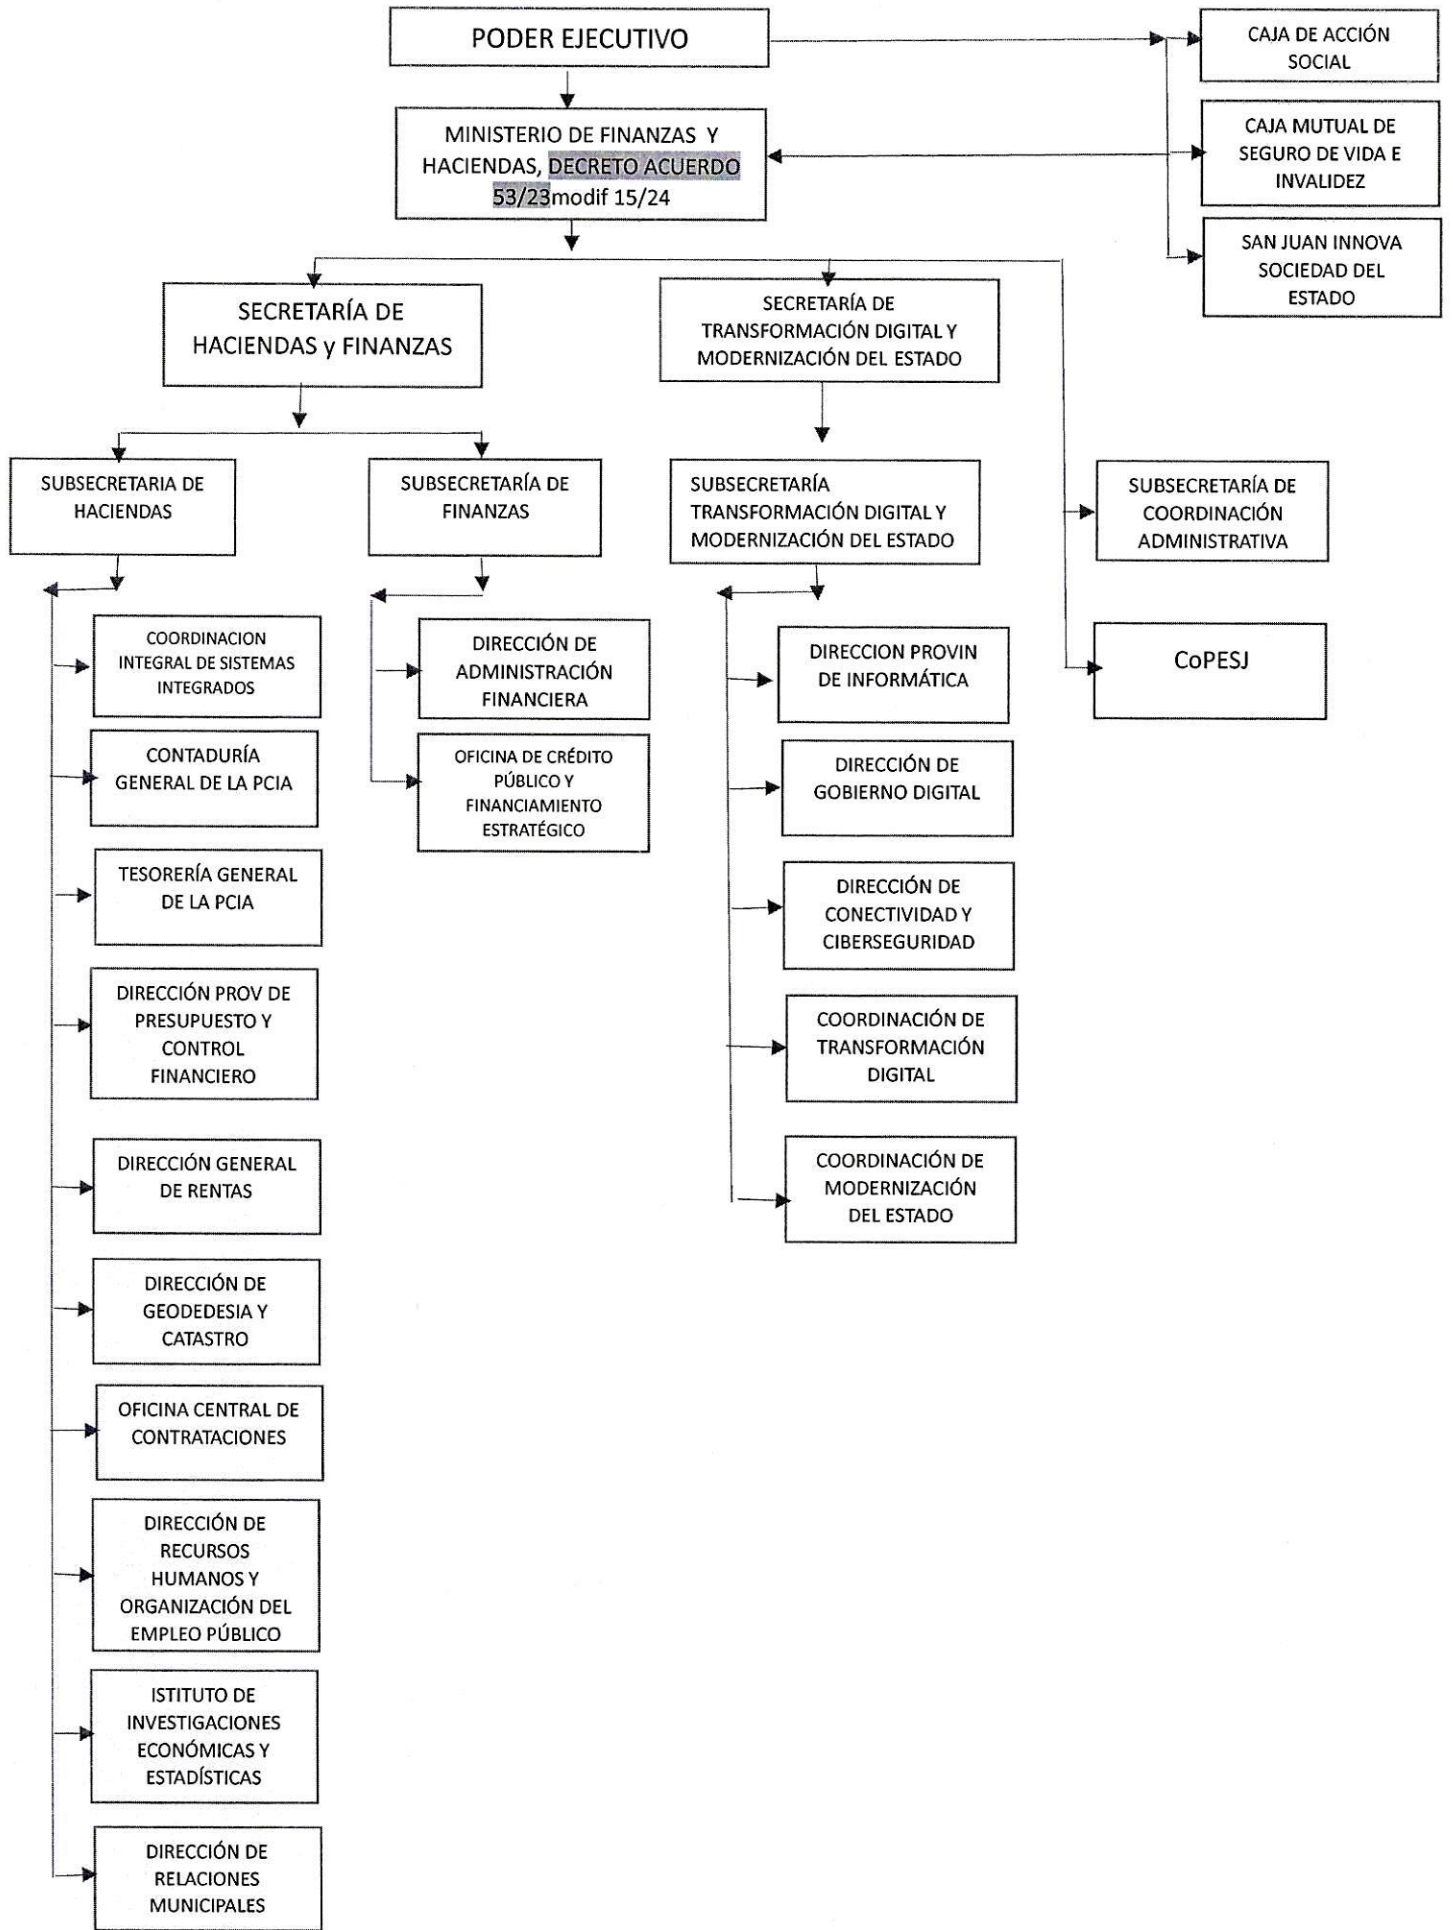 PODER EJECUTIVO
CAJA DE ACCIÓN
SOCIAL
MINISTERIO DE FINANZAS Y
HACIENDAS, DECRETO ACUERDO
53/23modif 15/24
CAJA MUTUAL DE
SEGURO DE VIDA E
INVALIDEZ
SAN JUAN INNOVA
SOCIEDAD DEL
ESTADO
SECRETARÍA DE
HACIENDAS y FINANZAS
SECRETARÍA DE
TRANSFORMACIÓN DIGITAL Y
MODERNIZACIÓN DEL ESTADO
SUBSECRETARIA DE
HACIENDAS
SUBSECRETARÍA DE
FINANZAS
SUBSECRETARÍA
TRANSFORMACIÓN DIGITAL Y
MODERNIZACIÓN DEL ESTADO
SUBSECRETARÍA DE
COORDINACIÓN
ADMINISTRATIVA
COORDINACION
INTEGRAL DE SISTEMAS
INTEGRADOS
CONTADURÍA
GENERAL DE LA PCIA
TESORERÍA GENERAL
DE LA PCIA
DIRECCIÓN PROV DE
PRESUPUESTO Y
CONTROL
FINANCIERO
DIRECCIÓN GENERAL
DE RENTAS
DIRECCIÓN DE
GEODEDESIA Y
CATASTRO
OFICINA CENTRAL DE
CONTRATACIONES
DIRECCIÓN DE
RECURSOS
HUMANOS Y
ORGANIZACIÓN DEL
EMPLEO PÚBLICO
ISTITUTO DE
INVESTIGACIONES
ECONÓMICAS Y
ESTADÍSTICAS
DIRECCIÓN DE
RELACIONES
MUNICIPALES
DIRECCIÓN DE
ADMINISTRACIÓN
FINANCIERA
OFICINA DE CRÉDITO
PÚBLICO Y
FINANCIAMIENTO
ESTRATÉGICO
DIRECCION PROVIN
DE INFORMÁTICA
DIRECCIÓN DE
GOBIERNO DIGITAL
DIRECCIÓN DE
CONECTIVIDAD Y
CIBERSEGURIDAD
COORDINACIÓN DE
TRANSFORMACIÓN
DIGITAL
COORDINACIÓN DE
MODERNIZACIÓN
DEL ESTADO
CoPESJ